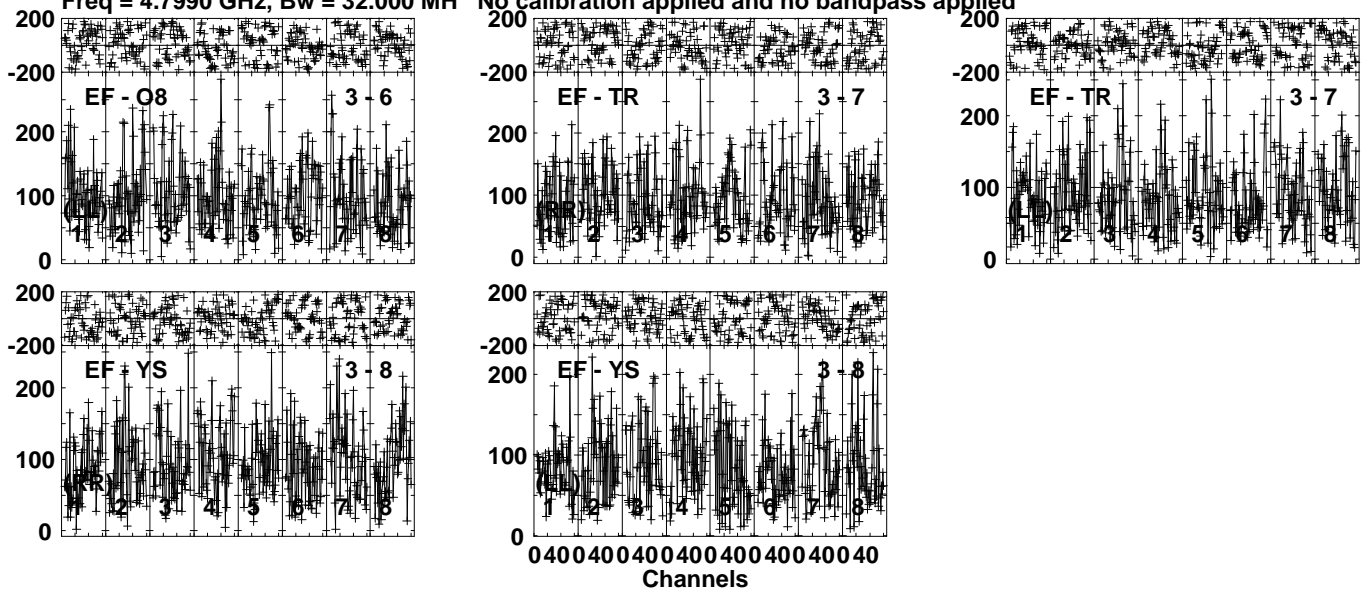 Freq = 4.7990 GHz, Bw = 32.000 MH   No calibration applied and no bandpass applied
200
-200
EF - O8 3 - 6
200
100
(LL)
1 2 3 4 5 6 7 8
0
200
-200
EF - TR 3 - 7
200
100
(RR)
1 2 3 4 5 6 7 8
0
200
-200
EF - TR 3 - 7
200
100
(LL)
1 2 3 4 5 6 7 8
0
200
-200
EF - YS 3 - 8
200
100
(RR)
1 2 3 4 5 6 7 8
0
200
-200
EF - YS 3 - 8
200
100
(LL)
1 2 3 4 5 6 7 8
0
0 40 0 40 0 40 0 40 0 40 0 40 0 40 0 40
Channels